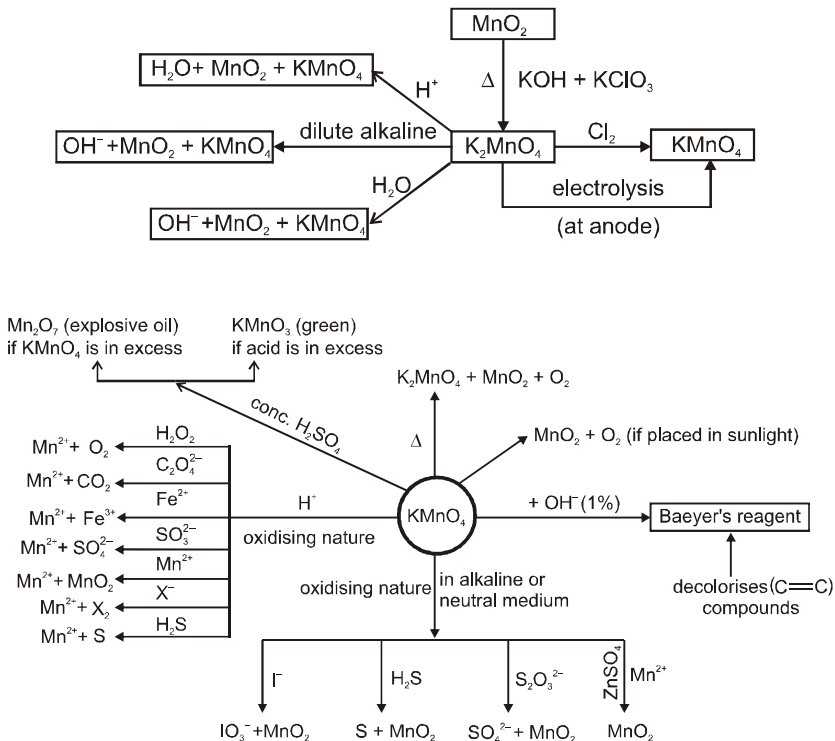 MnO₂
Δ KOH + KClO₃
H₂O+ MnO₂ + KMnO₄
H⁺
dilute alkaline
OH⁻ +MnO₂ + KMnO₄
K₂MnO₄
Cl₂
KMnO₄
H₂O
electrolysis
(at anode)
OH⁻ +MnO₂ + KMnO₄
Mn₂O₇ (explosive oil)
if KMnO₄ is in excess
KMnO₃ (green)
if acid is in excess
K₂MnO₄ + MnO₂ + O₂
conc. H₂SO₄
Δ
MnO₂ + O₂ (if placed in sunlight)
H₂O₂
Mn²⁺ + O₂
C₂O₄²⁻
Mn²⁺ + CO₂
Fe²⁺
Mn²⁺ + Fe³⁺
SO₃²⁻
Mn²⁺ + SO₄²⁻
Mn²⁺
Mn²⁺ + MnO₂
X⁻
Mn²⁺ + X₂
H₂S
Mn²⁺ + S
H⁺
oxidising nature
KMnO₄
+ OH⁻ (1%)
Baeyer's reagent
decolorises (C=C)
compounds
oxidising nature
in alkaline or
neutral medium
I⁻
H₂S
S₂O₃²⁻
ZnSO₄
Mn²⁺
IO₃⁻ +MnO₂
S + MnO₂
SO₄²⁻ + MnO₂
MnO₂